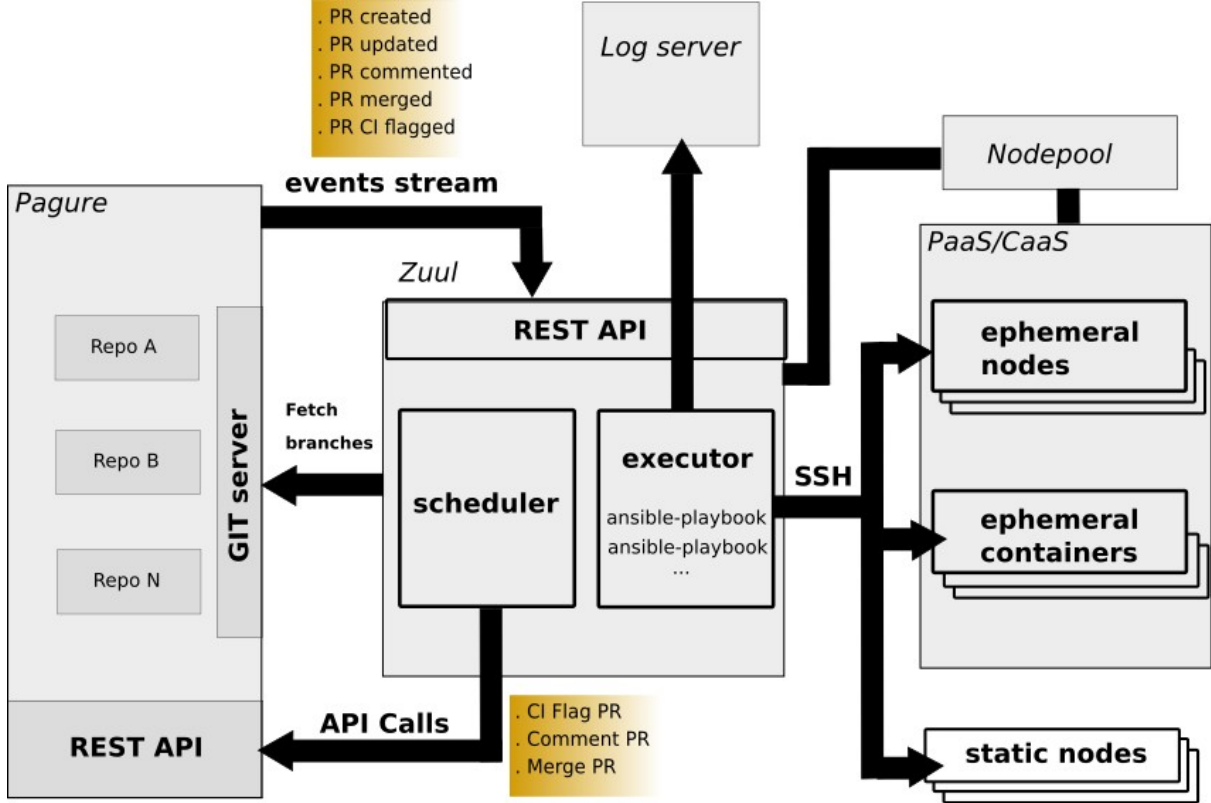 . PR created
. PR updated
. PR commented
. PR merged
. PR CI flagged
Log server
Nodepool
events stream
Pagure
PaaS/CaaS
Zuul
REST API
ephemeral
nodes
Repo A
Fetch
branches
Repo B
GIT server
scheduler
executor
ansible-playbook
ansible-playbook
...
SSH
ephemeral
containers
Repo N
REST API
API Calls
. CI Flag PR
. Comment PR
. Merge PR
static nodes